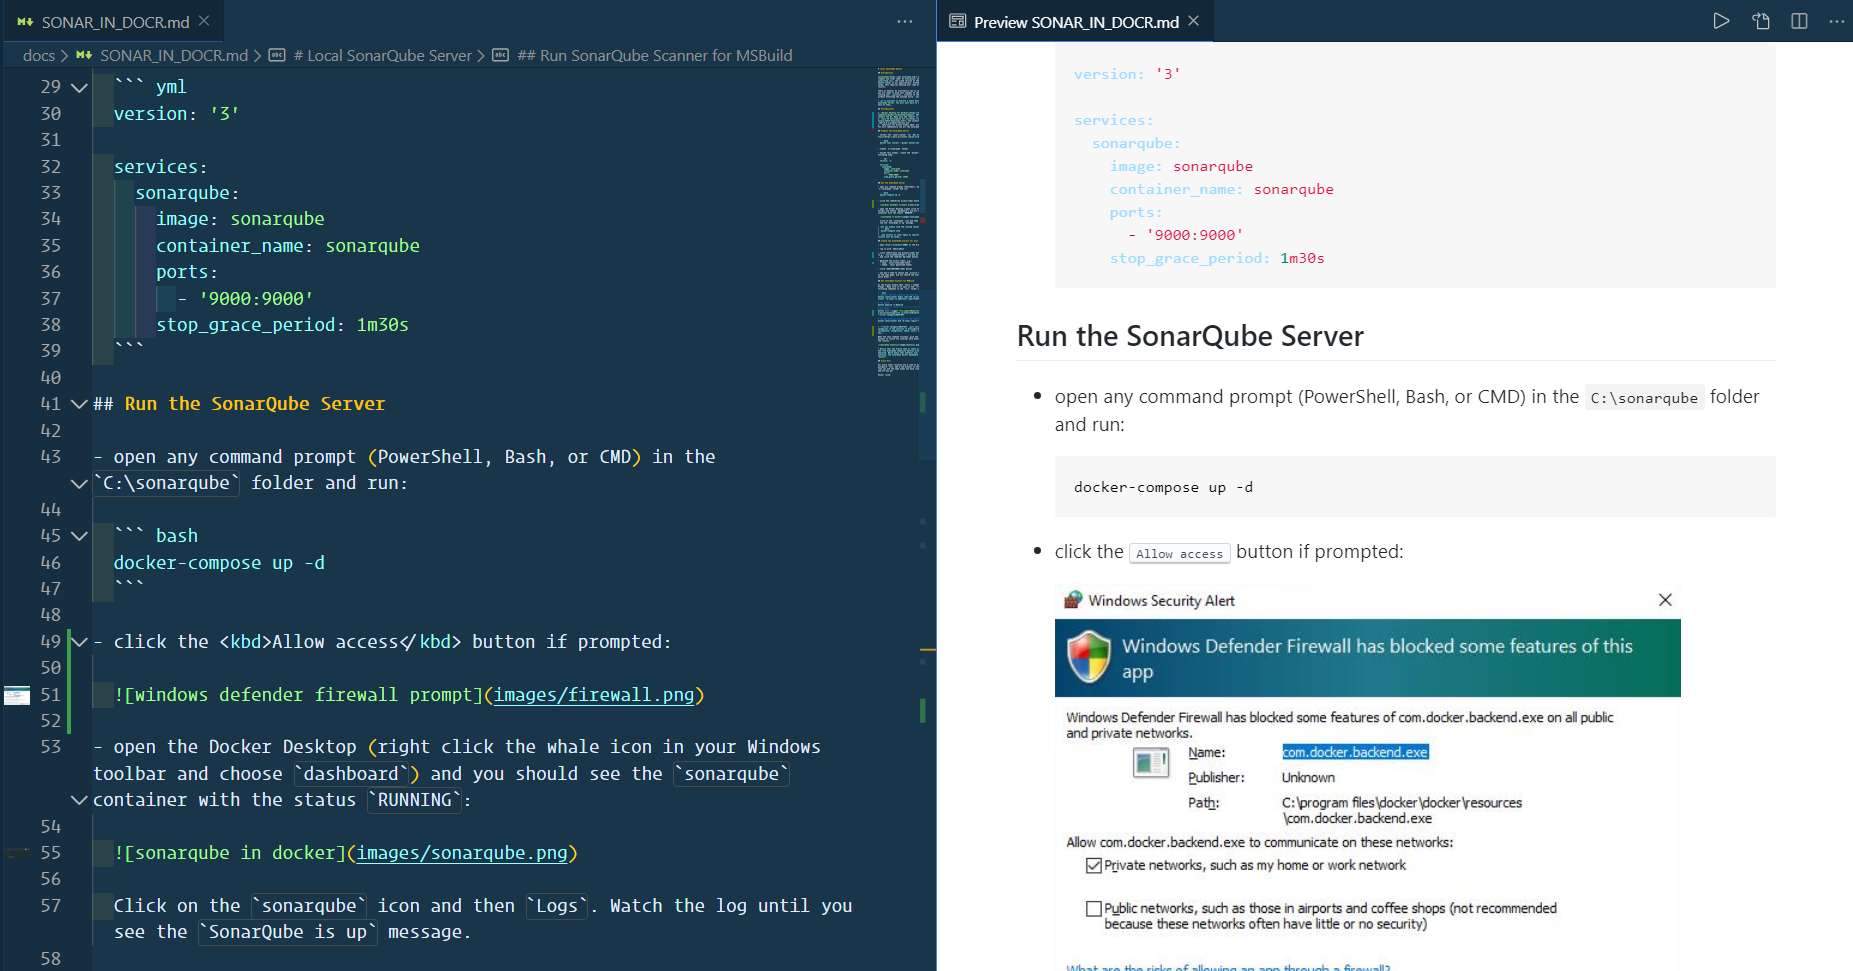 SONAR_IN_DOCR.md
docs > SONAR_IN_DOCR.md > # Local SonarQube Server > ## Run SonarQube Scanner for MSBuild
29 ``` yml
30 version: '3'
31
32 services:
33 sonarqube:
34 image: sonarqube
35 container_name: sonarqube
36 ports:
37 - '9000:9000'
38 stop_grace_period: 1m30s
39 ```
40
41 ## Run the SonarQube Server
42
43 - open any command prompt (PowerShell, Bash, or CMD) in the
`C:\sonarqube` folder and run:
44
45 ``` bash
46 docker-compose up -d
47 ```
48
49 - click the <kbd>Allow access</kbd> button if prompted:
50
51 ![windows defender firewall prompt](images/firewall.png)
52
53 - open the Docker Desktop (right click the whale icon in your Windows
toolbar and choose `dashboard`) and you should see the `sonarqube`
container with the status `RUNNING`:
54
55 ![sonarqube in docker](images/sonarqube.png)
56
57 Click on the `sonarqube` icon and then `Logs`. Watch the log until you
see the `SonarQube is up` message.
58
Preview SONAR_IN_DOCR.md
version: '3'
services:
sonarqube:
image: sonarqube
container_name: sonarqube
ports:
- '9000:9000'
stop_grace_period: 1m30s
Run the SonarQube Server
• open any command prompt (PowerShell, Bash, or CMD) in the C:\sonarqube folder
and run:
docker-compose up -d
• click the Allow access button if prompted:
Windows Security Alert
Windows Defender Firewall has blocked some features of this
app
Windows Defender Firewall has blocked some features of com.docker.backend.exe on all public
and private networks.
Name: com.docker.backend.exe
Publisher: Unknown
Path: C:\program files\docker\docker\resources
\com.docker.backend.exe
Allow com.docker.backend.exe to communicate on these networks:
Private networks, such as my home or work network
Public networks, such as those in airports and coffee shops (not recommended
because these networks often have little or no security)
What are the risks of allowing an app through a firewall?